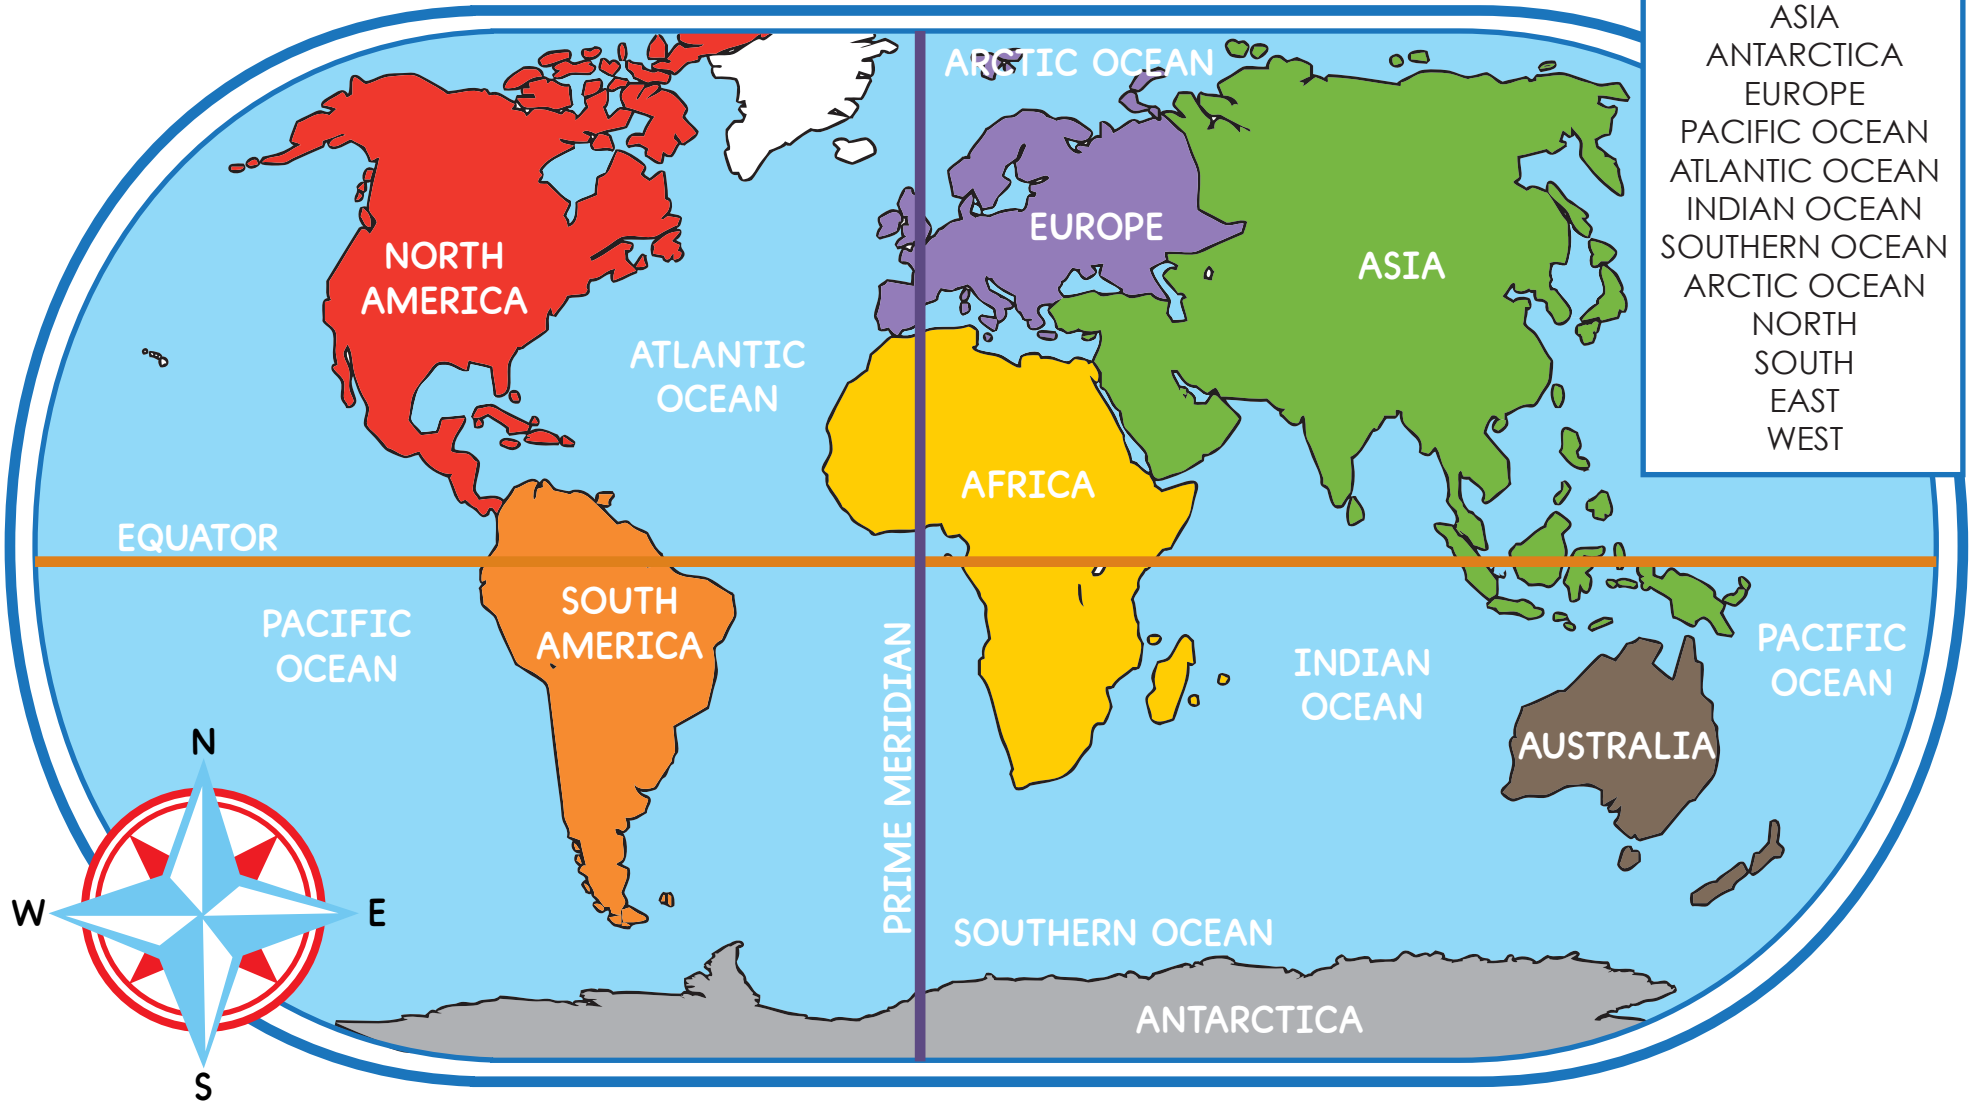 ARCTIC OCEAN
ASIA
ANTARCTICA
EUROPE
PACIFIC OCEAN
ATLANTIC OCEAN
INDIAN OCEAN
SOUTHERN OCEAN
ARCTIC OCEAN
NORTH
SOUTH
EAST
WEST
NORTH
AMERICA
EUROPE
ASIA
ATLANTIC
OCEAN
AFRICA
EQUATOR
PACIFIC
OCEAN
SOUTH
AMERICA
PRIME MERIDIAN
INDIAN
OCEAN
PACIFIC
OCEAN
AUSTRALIA
N
W
E
S
SOUTHERN OCEAN
ANTARCTICA